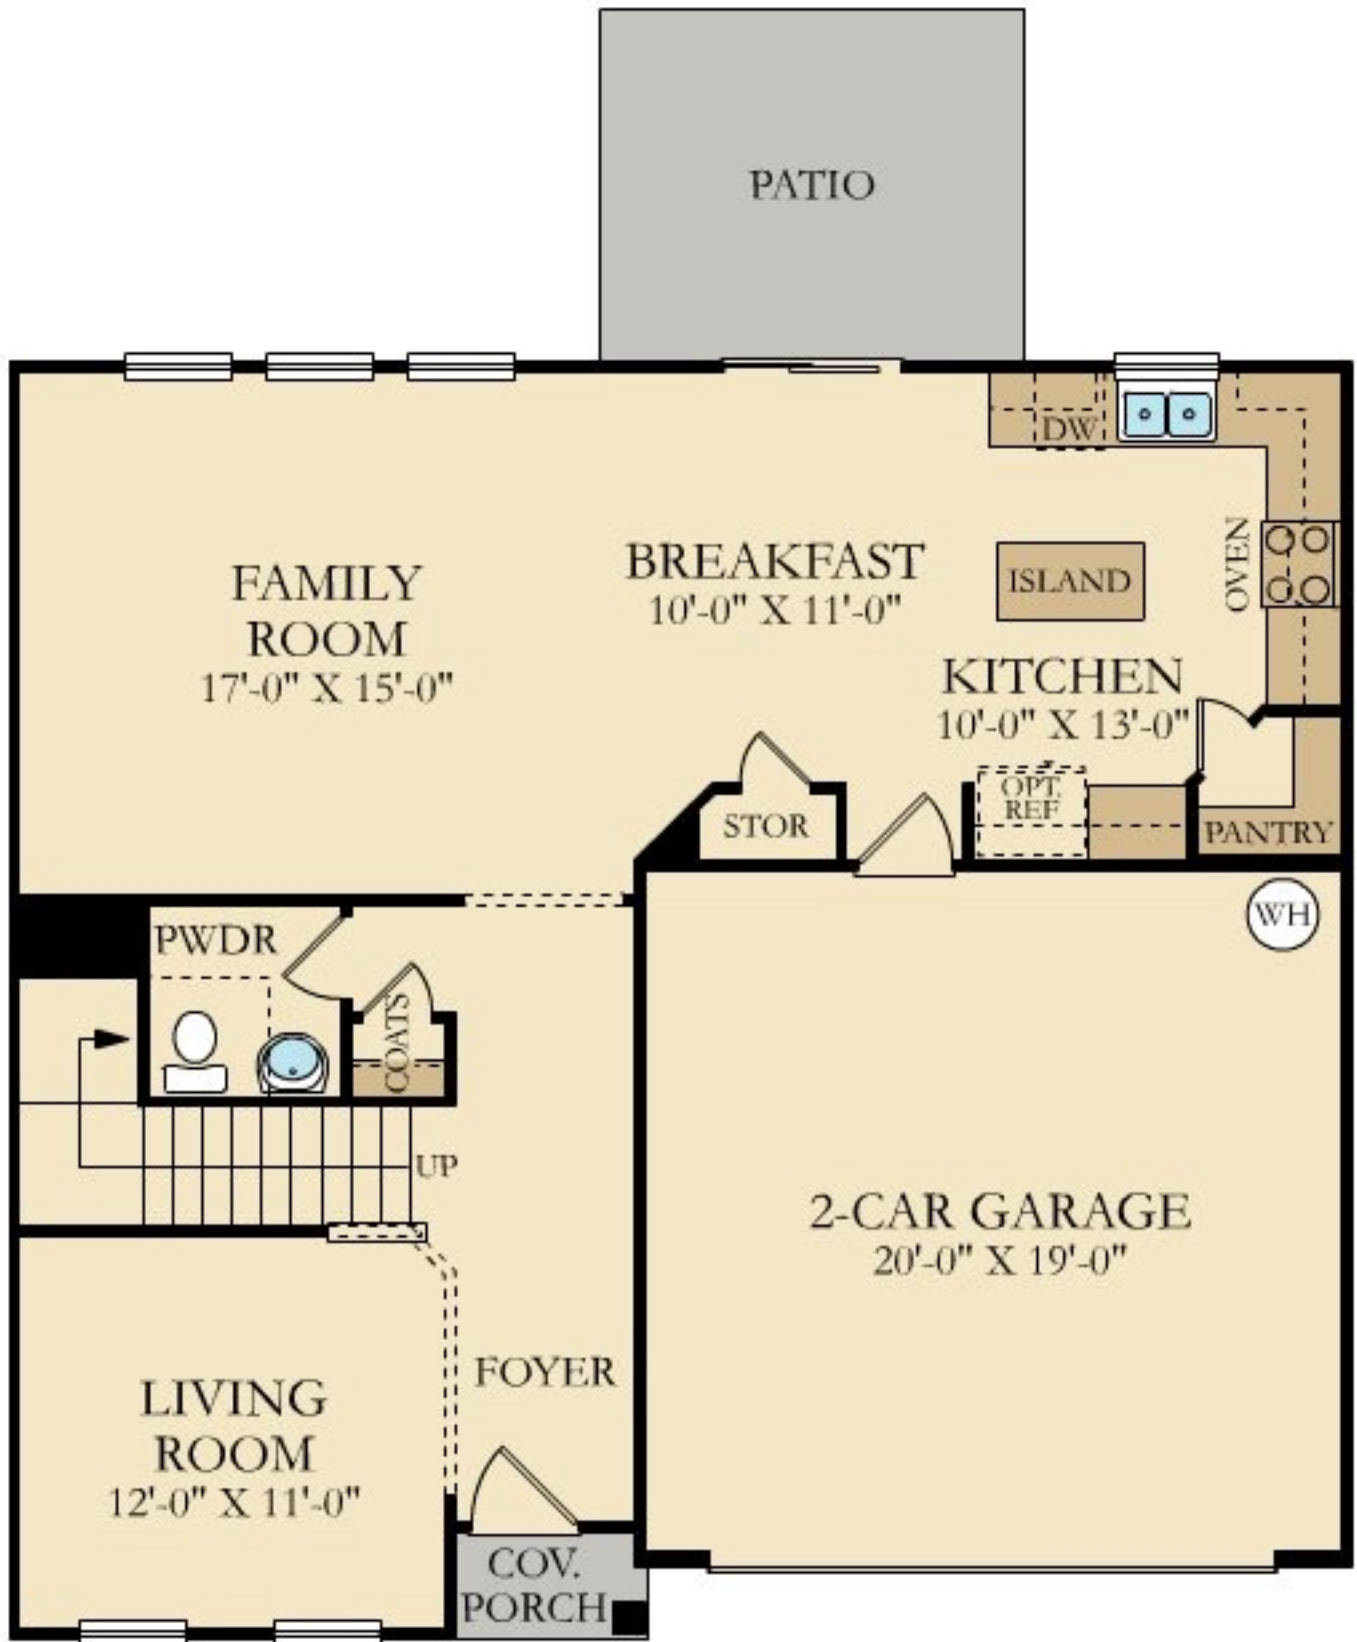 PATIO
DW
OVEN
ISLAND
FAMILY
ROOM
17'-0" X 15'-0"
BREAKFAST
10'-0" X 11'-0"
KITCHEN
10'-0" X 13'-0"
OPT.
REF
STOR
PANTRY
PWDR
COATS
WH
UP
2-CAR GARAGE
20'-0" X 19'-0"
FOYER
LIVING
ROOM
12'-0" X 11'-0"
COV.
PORCH